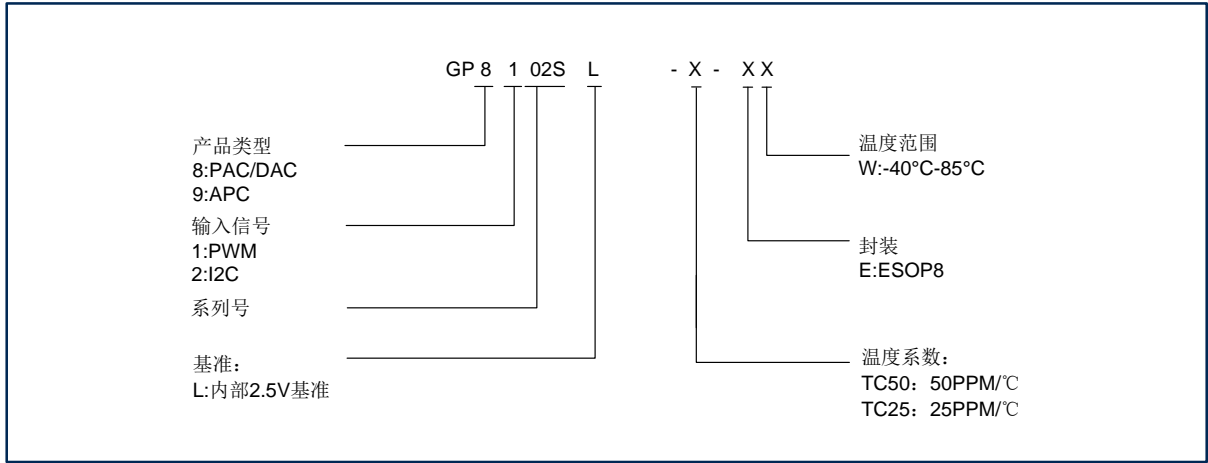 GP 8 1 02S L - X - X X
产品类型
8:PAC/DAC
9:APC
输入信号
1:PWM
2:I2C
系列号
基准：
L:内部2.5V基准
温度范围
W:-40°C-85°C
封装
E:ESOP8
温度系数：
TC50：50PPM/℃
TC25：25PPM/℃